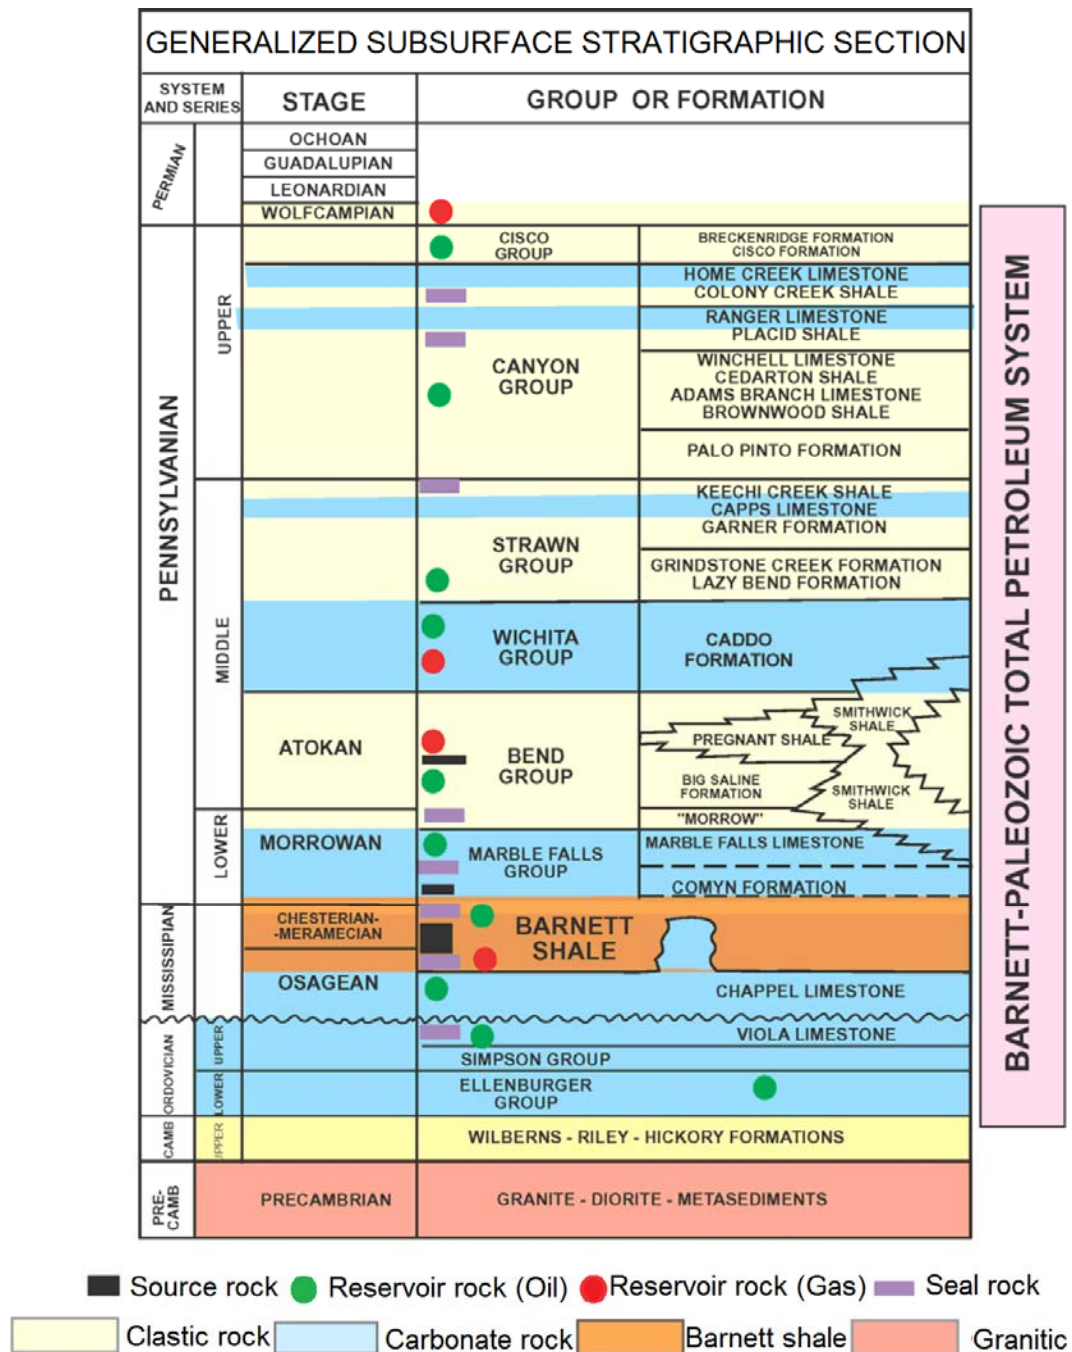 GENERALIZED SUBSURFACE STRATIGRAPHIC SECTION
SYSTEM
AND SERIES
STAGE
GROUP OR FORMATION
PERMIAN
OCHOAN
GUADALUPIAN
LEONARDIAN
WOLFCAMPIAN
PENNSYLVANIAN
UPPER
CISCO
GROUP
BRECKENRIDGE FORMATION
CISCO FORMATION
HOME CREEK LIMESTONE
COLONY CREEK SHALE
RANGER LIMESTONE
PLACID SHALE
CANYON
GROUP
WINCHELL LIMESTONE
CEDARTON SHALE
ADAMS BRANCH LIMESTONE
BROWNWOOD SHALE
PALO PINTO FORMATION
MIDDLE
KEECHI CREEK SHALE
CAPPS LIMESTONE
GARNER FORMATION
STRAWN
GROUP
GRINDSTONE CREEK FORMATION
LAZY BEND FORMATION
WICHITA
GROUP
CADDO
FORMATION
ATOKAN
BEND
GROUP
SMITHWICK
SHALE
PREGNANT SHALE
BIG SALINE
FORMATION
SMITHWICK
SHALE
LOWER
"MORROW"
MORROWAN
MARBLE FALLS
GROUP
MARBLE FALLS LIMESTONE
COMYN FORMATION
MISSISSIPIAN
CHESTERIAN-
-MERAMECIAN
BARNETT
SHALE
OSAGEAN
CHAPPEL LIMESTONE
ORDOVICIAN
UPPER
VIOLA LIMESTONE
SIMPSON GROUP
LOWER
ELLENBURGER
GROUP
CAMB
UPPER
WILBERNS - RILEY - HICKORY FORMATIONS
PRE-
CAMB
PRECAMBRIAN
GRANITE - DIORITE - METASEDIMENTS
BARNETT-PALEOZOIC TOTAL PETROLEUM SYSTEM
Source rock
Reservoir rock (Oil)
Reservoir rock (Gas)
Seal rock
Clastic rock
Carbonate rock
Barnett shale
Granitic